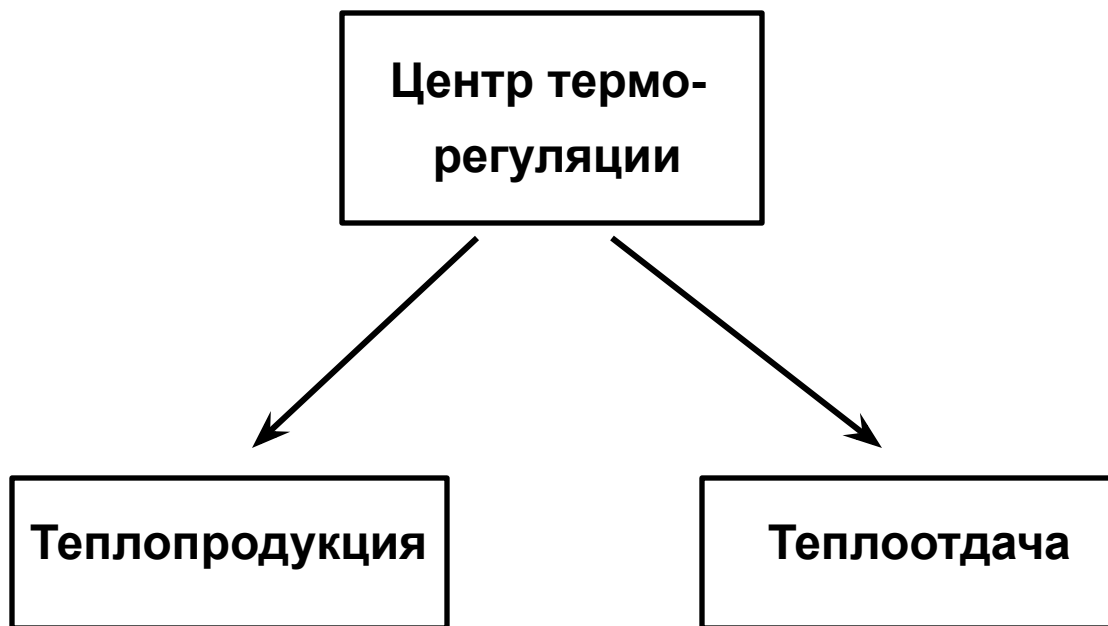 Центр термо-
регуляции
Теплопродукция
Теплоотдача